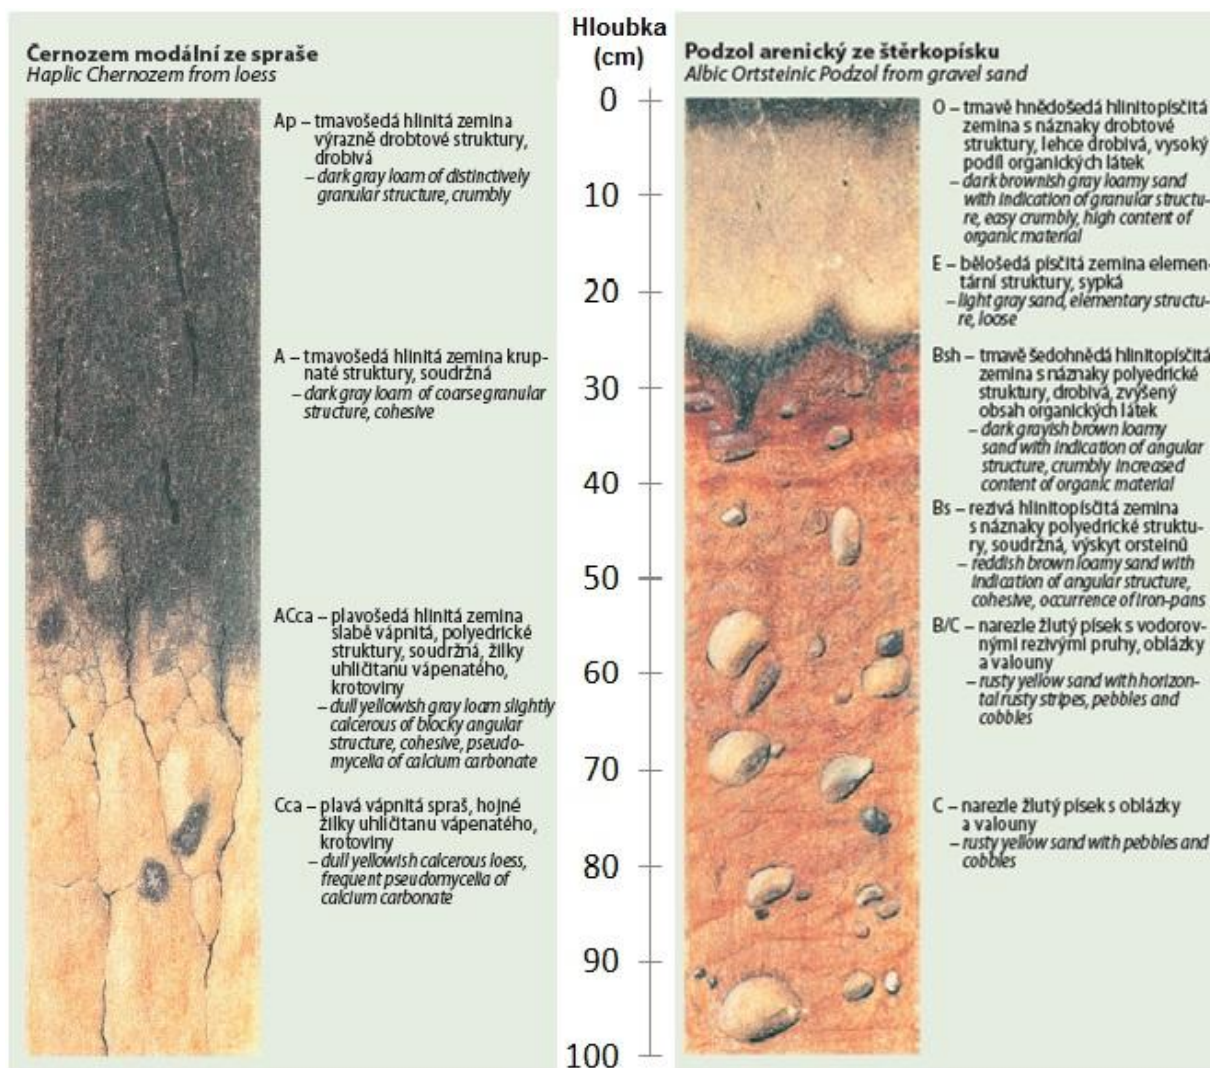 Černozem modální ze spraše
Haplic Chernozem from loess
Ap – tmavošedá hlinitá zemina
výrazně drobtové struktury,
drobivá
– dark gray loam of distinctively
granular structure, crumbly
A – tmavošedá hlinitá zemina krup-
naté struktury, soudržná
– dark gray loam of coarse granular
structure, cohesive
ACca – plavošedá hlinitá zemina
slabě vápnitá, polyedrické
struktury, soudržná, žilky
uhličitanu vápenatého,
krotoviny
– dull yellowish gray loam slightly
calcerous of blocky angular
structure, cohesive, pseudo-
mycelia of calcium carbonate
Cca – plavá vápnitá spraš, hojné
žilky uhličitanu vápenatého,
krotoviny
– dull yellowish calcerous loess,
frequent pseudomycelia of
calcium carbonate
Hloubka
(cm)
0
10
20
30
40
50
60
70
80
90
100
Podzol arenický ze štěrkopísku
Albic Ortsteinic Podzol from gravel sand
O – tmavě hnědošedá hlinitopísčitá
zemina s náznaky drobtové
struktury, lehce drobivá, vysoký
podíl organických látek
– dark brownish gray loamy sand
with indication of granular structu-
re, easy crumbly, high content of
organic material
E – bělošedá písčitá zemina elemen-
tární struktury, sypká
– light gray sand, elementary structu-
re, loose
Bsh – tmavě šedohnědá hlinitopísčitá
zemina s náznaky polyedrické
struktury, drobivá, zvýšený
obsah organických látek
– dark grayish brown loamy
sand with indication of angular
structure, crumbly increased
content of organic material
Bs – rezivá hlinitopísčitá zemina
s náznaky polyedrické struktu-
ry, soudržná, výskyt orsteinů
– reddish brown loamy sand with
indication of angular structure,
cohesive, occurrence of iron-pans
B/C – narezle žlutý písek s vodorov-
nými rezivými pruhy, oblázky
a valouny
– rusty yellow sand with horizon-
tal rusty stripes, pebbles and
cobbles
C – narezle žlutý písek s oblázky
a valouny
– rusty yellow sand with pebbles and
cobbles